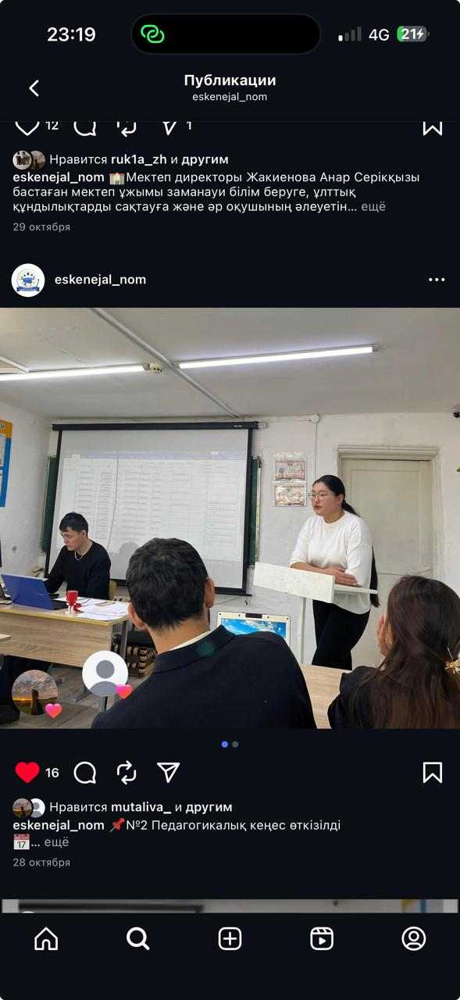 23:19
4G
21
Публикации
eskenejal_nom
12
1
Нравится ruk1a_zh и другим
eskenejal_nom 🏫Мектеп директоры Жакиенова Анар Серікқызы
бастаған мектеп ұжымы заманауи білім беруге, ұлттық
құндылықтарды сақтауға және әр оқушының әлеуетін... ещё
29 октября
eskenejal_nom
16
Нравится mutaliva_ и другим
eskenejal_nom 📌№2 Педагогикалық кеңес өткізілді
📅... ещё
28 октября